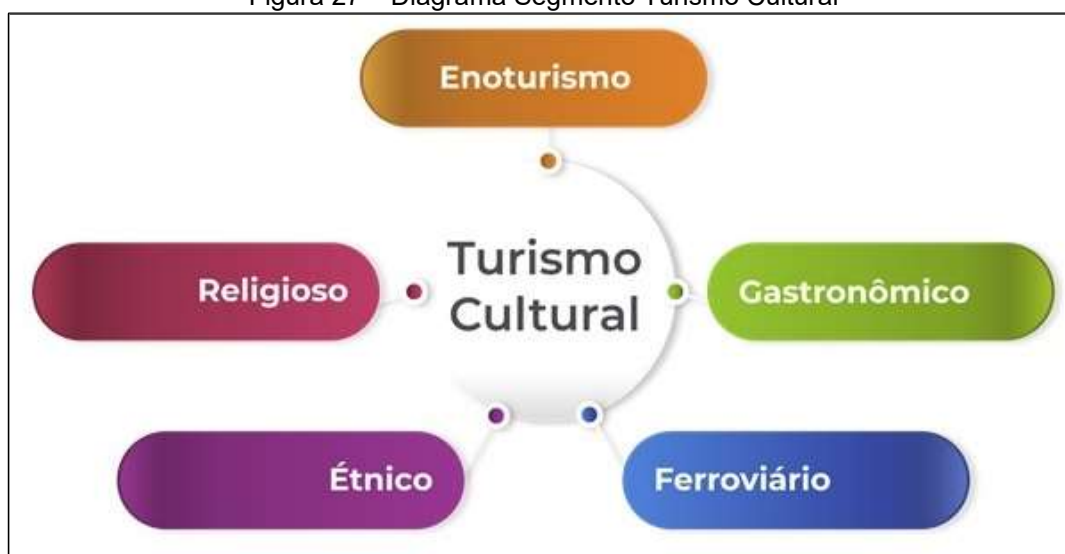 Figura 27 – Diagrama Segmento Turismo Cultural
Enoturismo
Religioso
Turismo
Cultural
Gastronômico
Étnico
Ferroviário